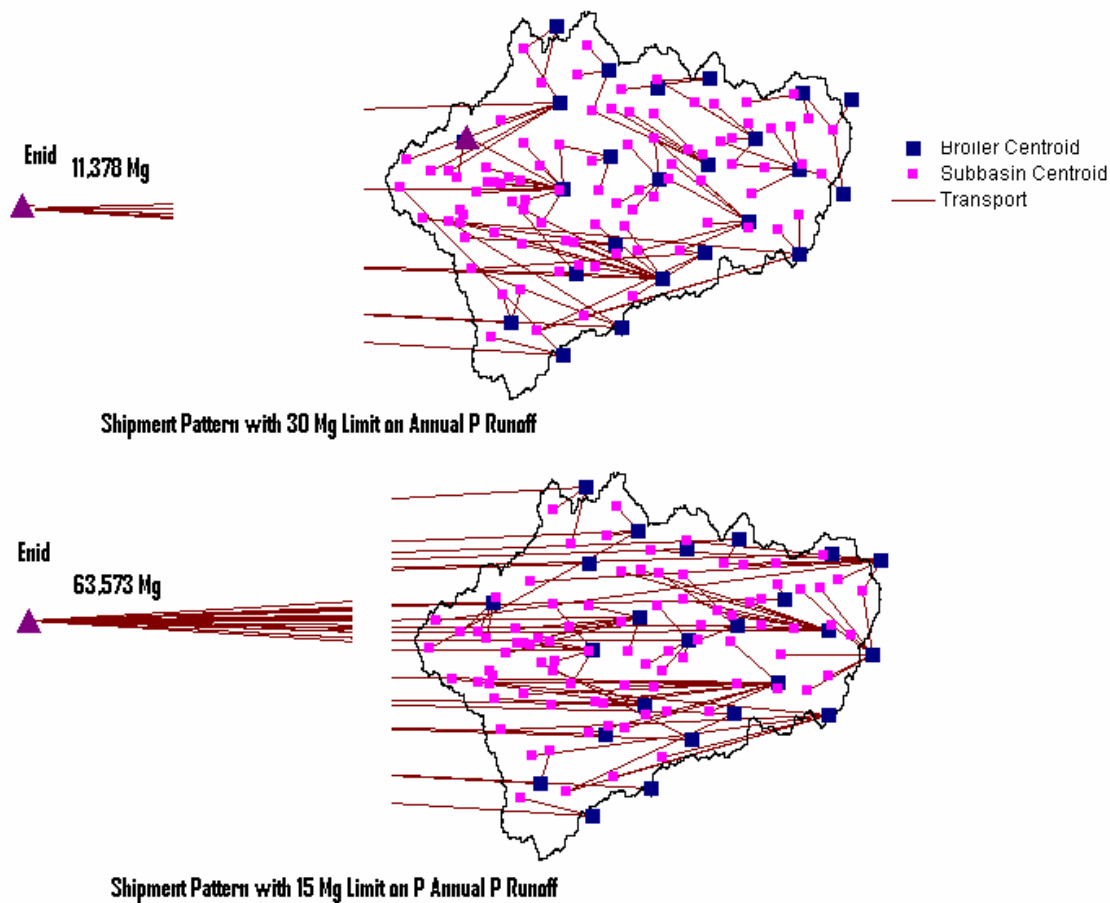 Enid
11,378 Mg
Broiler Centroid
Subbasin Centroid
Transport
Shipment Pattern with 30 Mg Limit on Annual P Runoff
Enid
63,573 Mg
Shipment Pattern with 15 Mg Limit on P Annual P Runoff